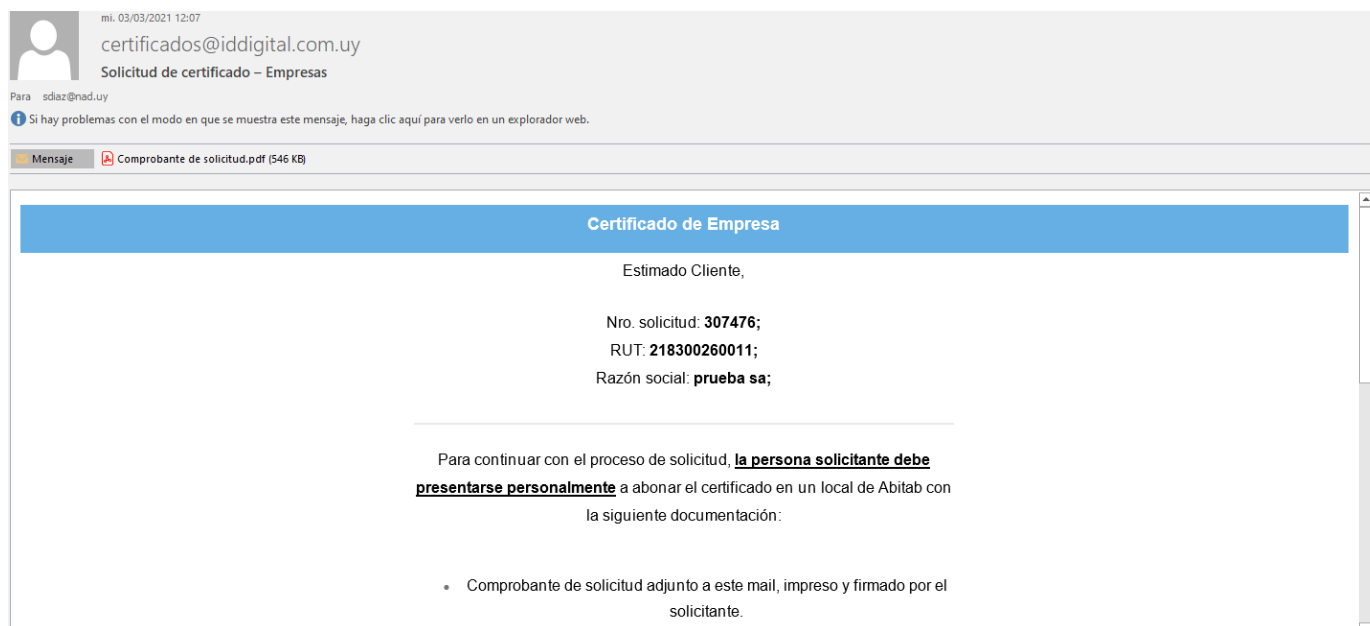 mi. 03/03/2021 12:07
certificados@iddigital.com.uy
Solicitud de certificado – Empresas
Para sdiaz@nad.uy
Si hay problemas con el modo en que se muestra este mensaje, haga clic aquí para verlo en un explorador web.
Mensaje Comprobante de solicitud.pdf (546 KB)
Certificado de Empresa
Estimado Cliente,
Nro. solicitud: 307476;
RUT: 218300260011;
Razón social: prueba sa;
Para continuar con el proceso de solicitud, la persona solicitante debe
presentarse personalmente a abonar el certificado en un local de Abitab con
la siguiente documentación:
• Comprobante de solicitud adjunto a este mail, impreso y firmado por el
solicitante.